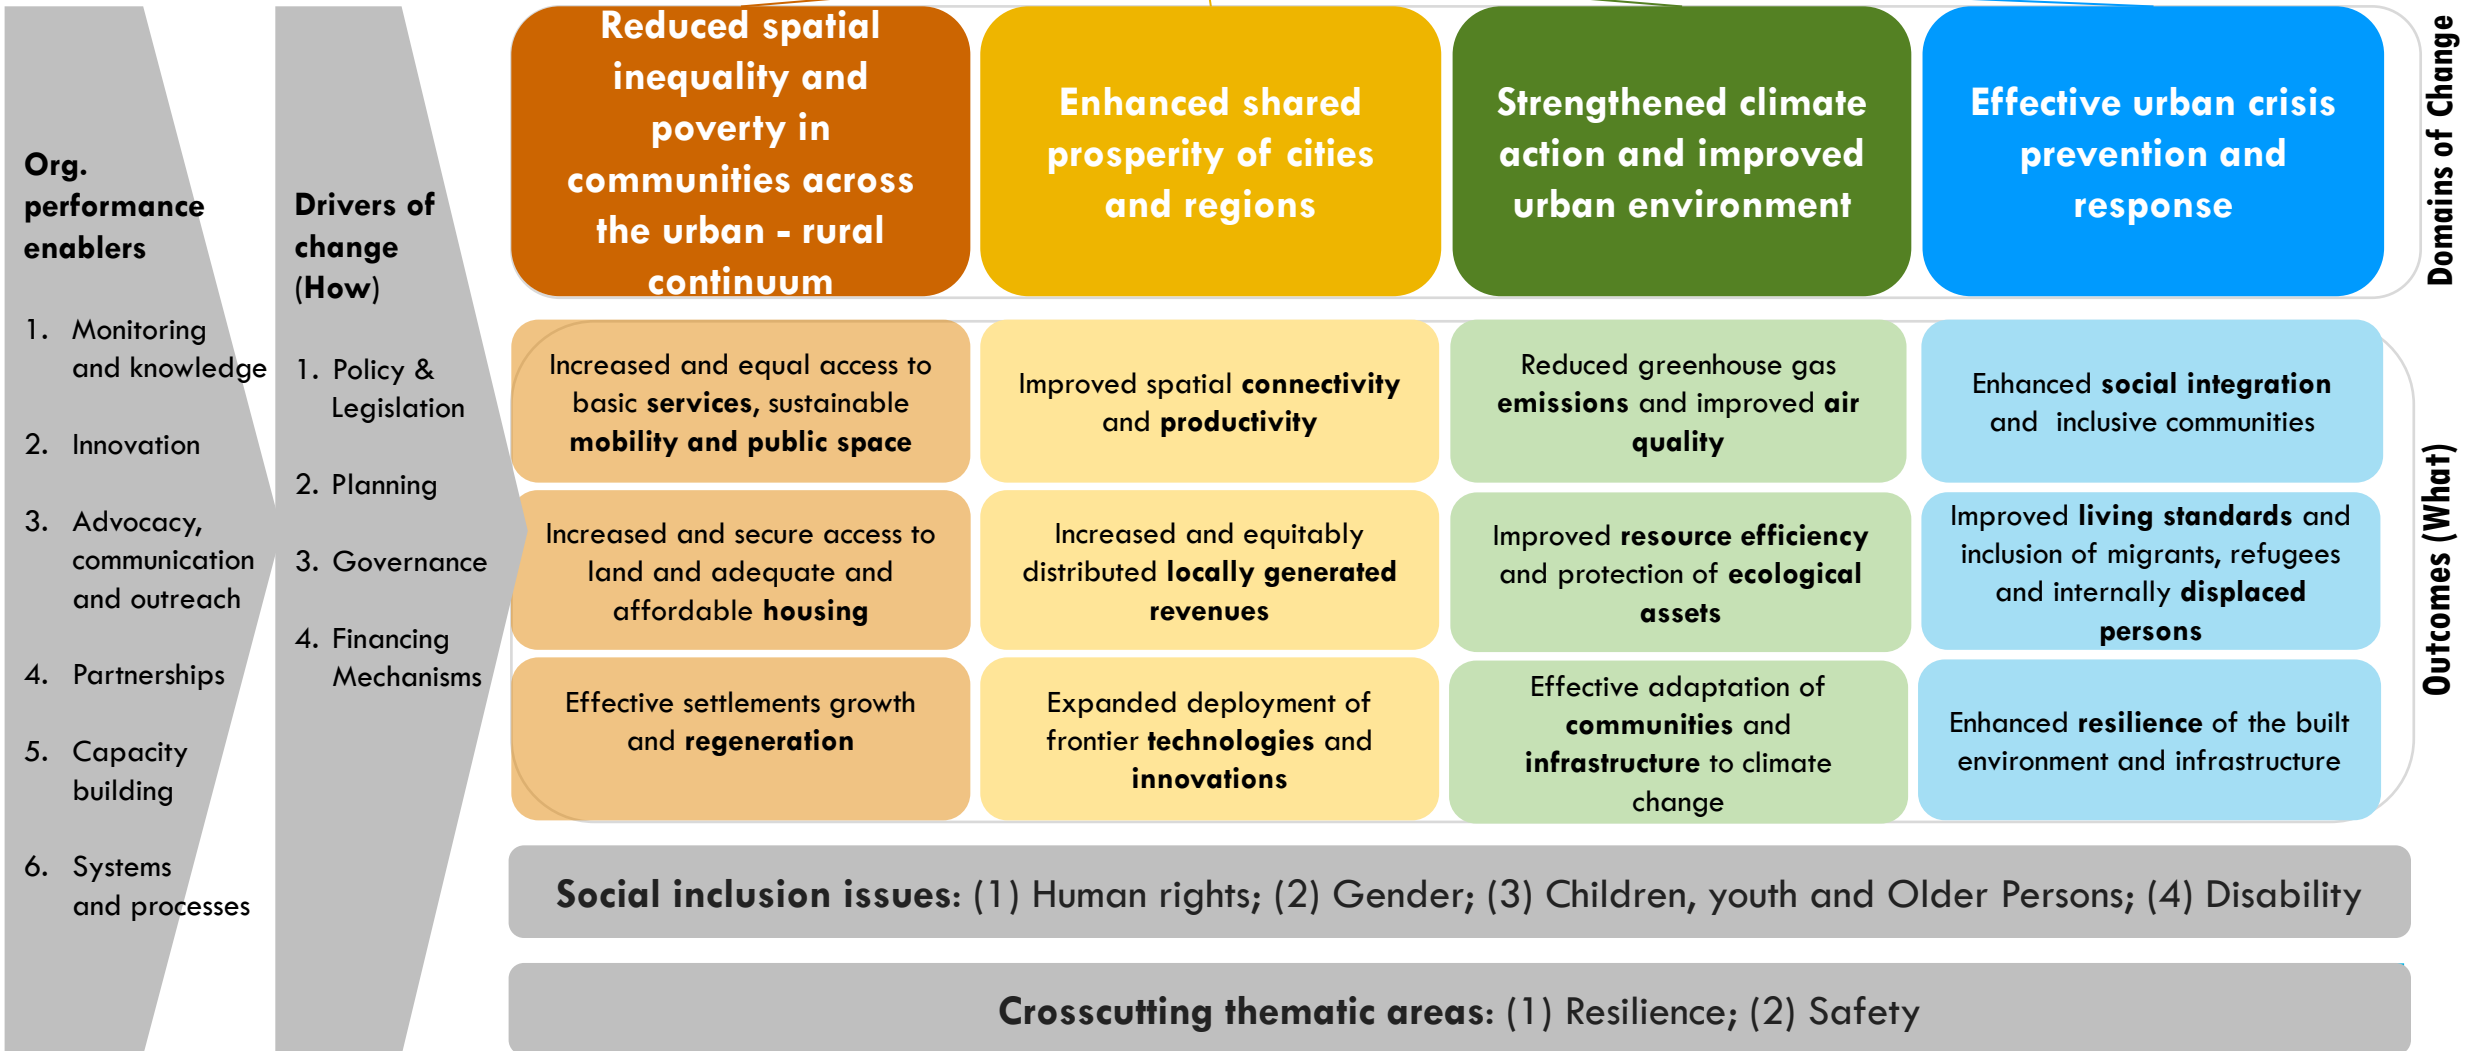 Org.
performance
enablers
1. Monitoring
and knowledge
2. Innovation
3. Advocacy,
communication
and outreach
4. Partnerships
5. Capacity
building
6. Systems
and processes
Drivers of
change
(How)
1. Policy &
Legislation
2. Planning
3. Governance
4. Financing
Mechanisms
Reduced spatial
inequality and
poverty in
communities across
the urban - rural
continuum
Enhanced shared
prosperity of cities
and regions
Strengthened climate
action and improved
urban environment
Effective urban crisis
prevention and
response
Domains of Change
Increased and equal access to
basic services, sustainable
mobility and public space
Improved spatial connectivity
and productivity
Reduced greenhouse gas
emissions and improved air
quality
Enhanced social integration
and inclusive communities
Increased and secure access to
land and adequate and
affordable housing
Increased and equitably
distributed locally generated
revenues
Improved resource efficiency
and protection of ecological
assets
Improved living standards and
inclusion of migrants, refugees
and internally displaced
persons
Effective settlements growth
and regeneration
Expanded deployment of
frontier technologies and
innovations
Effective adaptation of
communities and
infrastructure to climate
change
Enhanced resilience of the built
environment and infrastructure
Outcomes (What)
Social inclusion issues: (1) Human rights; (2) Gender; (3) Children, youth and Older Persons; (4) Disability
Crosscutting thematic areas: (1) Resilience; (2) Safety